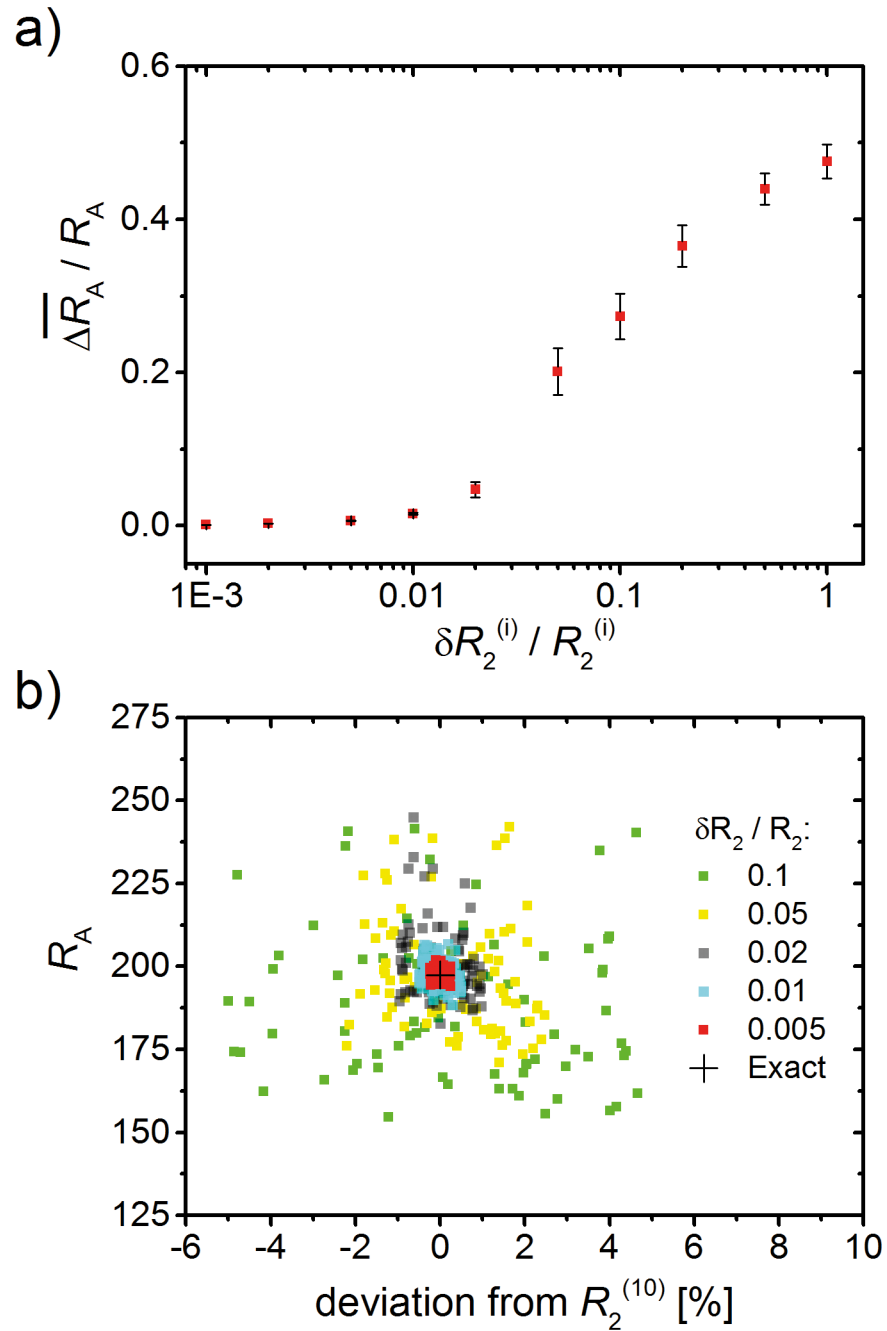 a)
0.6
0.4
0.2
0.0
ΔR_A / R_A
1E-3 0.01 0.1 1
δR_2^(i) / R_2^(i)
b)
275
250
225
200
175
150
125
R_A
δR_2 / R_2:
0.1
0.05
0.02
0.01
0.005
Exact
-6 -4 -2 0 2 4 6 8 10
deviation from R_2^(10) [%]